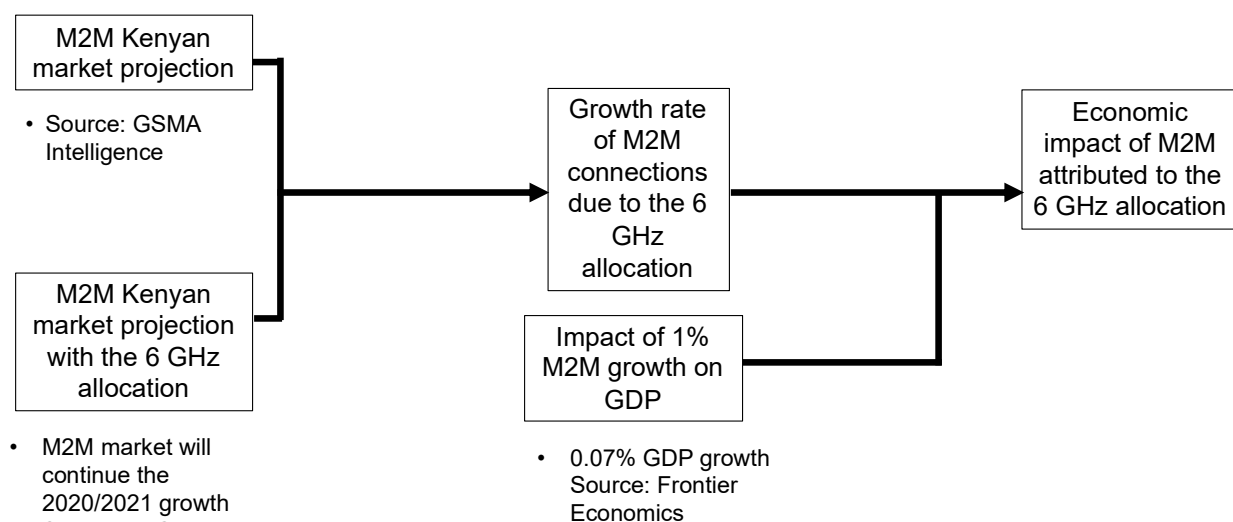 M2M Kenyan
market projection
• Source: GSMA
Intelligence
M2M Kenyan
market projection
with the 6 GHz
allocation
• M2M market will
continue the
2020/2021 growth
Growth rate
of M2M
connections
due to the 6
GHz
allocation
Impact of 1%
M2M growth on
GDP
• 0.07% GDP growth
Source: Frontier
Economics
Economic
impact of M2M
attributed to the
6 GHz allocation